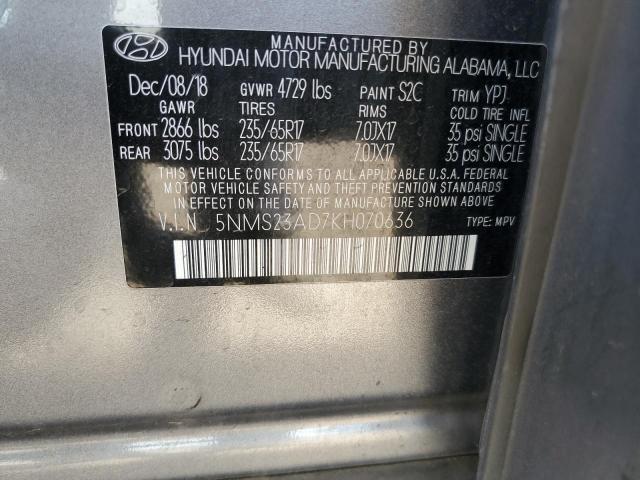 MANUFACTURED BY
HYUNDAI MOTOR MANUFACTURING ALABAMA, LLC
Dec/08/18 GVWR 4729 lbs PAINT S2C TRIM YPJ
GAWR TIRES RIMS COLD TIRE INFL
FRONT 2866 lbs 235/65R17 7.0JX17 35 psi SINGLE
REAR 3075 lbs 235/65R17 7.0JX17 35 psi SINGLE
THIS VEHICLE CONFORMS TO ALL APPLICABLE U.S.A. FEDERAL
MOTOR VEHICLE SAFETY AND THEFT PREVENTION STANDARDS
IN EFFECT ON THE DATE OF MANUFACTURE SHOWN ABOVE.
V.I.N 5NMS23AD7KH070636 TYPE: MPV